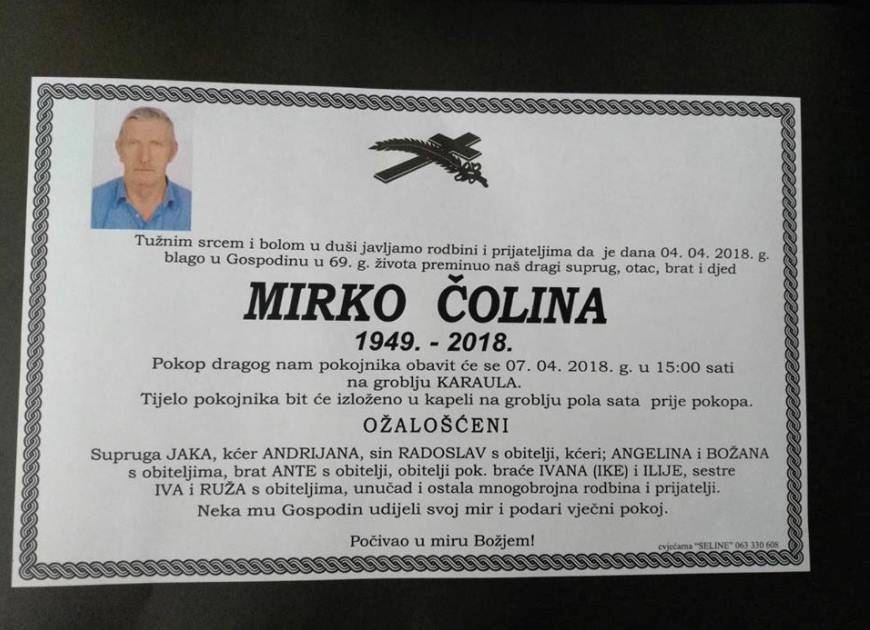 Tužnim srcem i bolom u duši javljamo rodbini i prijateljima da je dana 04. 04. 2018. g.
blago u Gospodinu u 69. g. života preminuo naš dragi suprug, otac, brat i djed
MIRKO ČOLINA
1949. - 2018.
Pokop dragog nam pokojnika obavit će se 07. 04. 2018. g. u 15:00 sati
na groblju KARAULA.
Tijelo pokojnika bit će izloženo u kapeli na groblju pola sata prije pokopa.
OŽALOŠĆENI
Supruga JAKA, kćer ANDRIJANA, sin RADOSLAV s obitelji, kćeri; ANGELINA i BOŽANA
s obiteljima, brat ANTE s obitelji, obitelji pok. braće IVANA (IKE) i ILIJE, sestre
IVA i RUŽA s obiteljima, unučad i ostala mnogobrojna rodbina i prijatelji.
Neka mu Gospodin udijeli svoj mir i podari vječni pokoj.
Počivao u miru Božjem!
cvjećarna "SELINE" 063 330 608